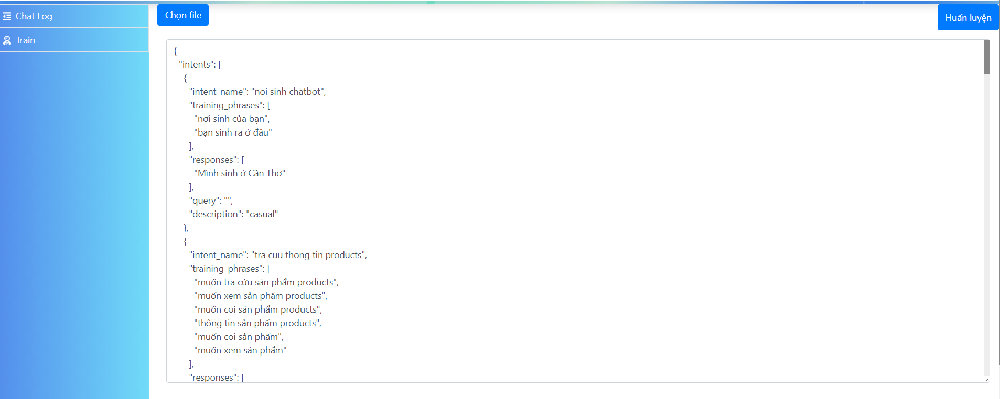 Chat Log
Train
Chọn file
Huấn luyện
{
"intents": [
{
"intent_name": "noi sinh chatbot",
"training_phrases": [
"nơi sinh của bạn",
"bạn sinh ra ở đâu"
],
"responses": [
"Mình sinh ở Cần Thơ"
],
"query": "",
"description": "casual"
},
{
"intent_name": "tra cuu thong tin products",
"training_phrases": [
"muốn tra cứu sản phẩm products",
"muốn xem sản phẩm products",
"muốn coi sản phẩm products",
"thông tin sản phẩm products",
"muốn coi sản phẩm",
"muốn xem sản phẩm"
],
"responses": [